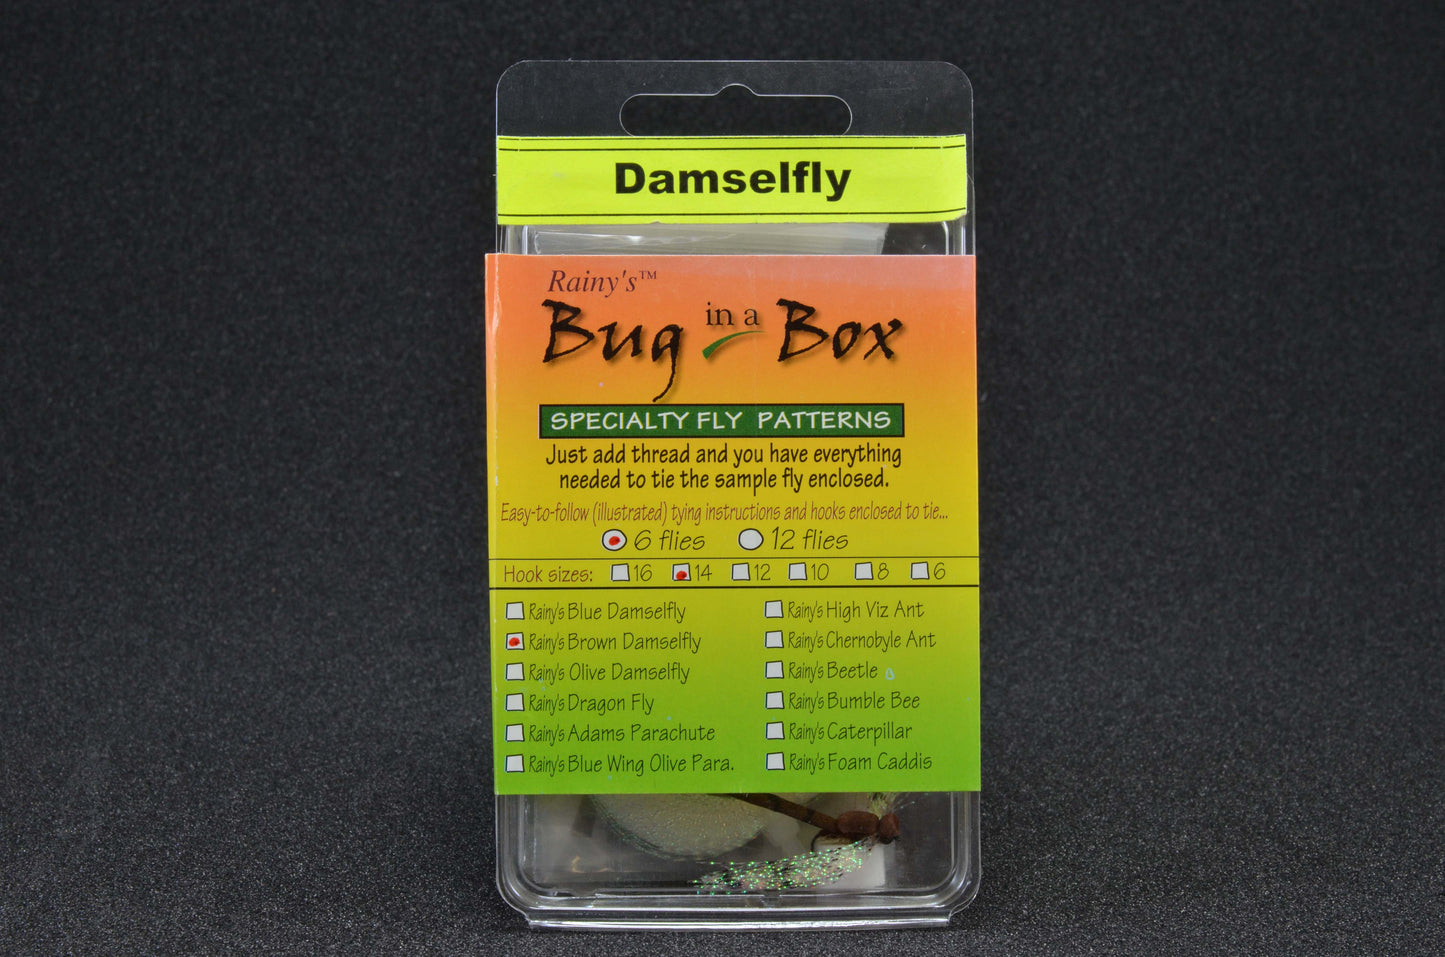 Damselfly
Rainy's™
Bug in a Box
SPECIALTY FLY PATTERNS
Just add thread and you have everything
needed to tie the sample fly enclosed.
Easy-to-follow (illustrated) tying instructions and hooks enclosed to tie...
6 flies 12 flies
Hook sizes: 16 14 12 10 8 6
Rainy's Blue Damselfly
Rainy's Brown Damselfly
Rainy's Olive Damselfly
Rainy's Dragon Fly
Rainy's Adams Parachute
Rainy's Blue Wing Olive Para.
Rainy's High Viz Ant
Rainy's Chernobyle Ant
Rainy's Beetle
Rainy's Bumble Bee
Rainy's Caterpillar
Rainy's Foam Caddis